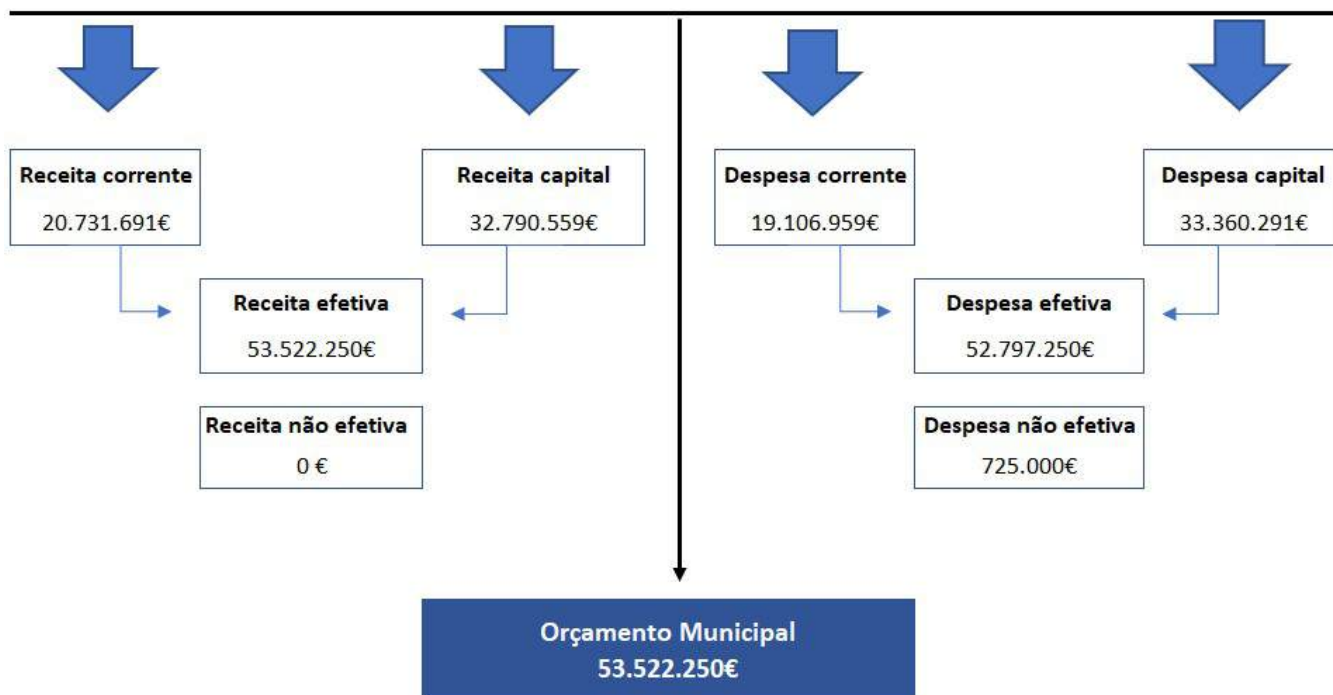 Receita corrente
20.731.691€
Receita capital
32.790.559€
Receita efetiva
53.522.250€
Receita não efetiva
0 €
Despesa corrente
19.106.959€
Despesa capital
33.360.291€
Despesa efetiva
52.797.250€
Despesa não efetiva
725.000€
Orçamento Municipal
53.522.250€